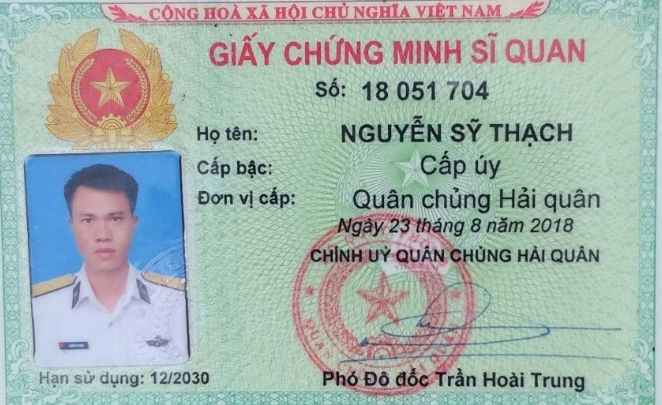 CỘNG HOÀ XÃ HỘI CHỦ NGHĨA VIỆT NAM
GIẤY CHỨNG MINH SĨ QUAN
Số: 18 051 704
Họ tên: NGUYỄN SỸ THẠCH
Cấp bậc: Cấp úy
Đơn vị cấp: Quân chủng Hải quân
Ngày 23 tháng 8 năm 2018
CHÍNH UỶ QUÂN CHỦNG HẢI QUÂN
Hạn sử dụng: 12/2030
Phó Đô đốc Trần Hoài Trung